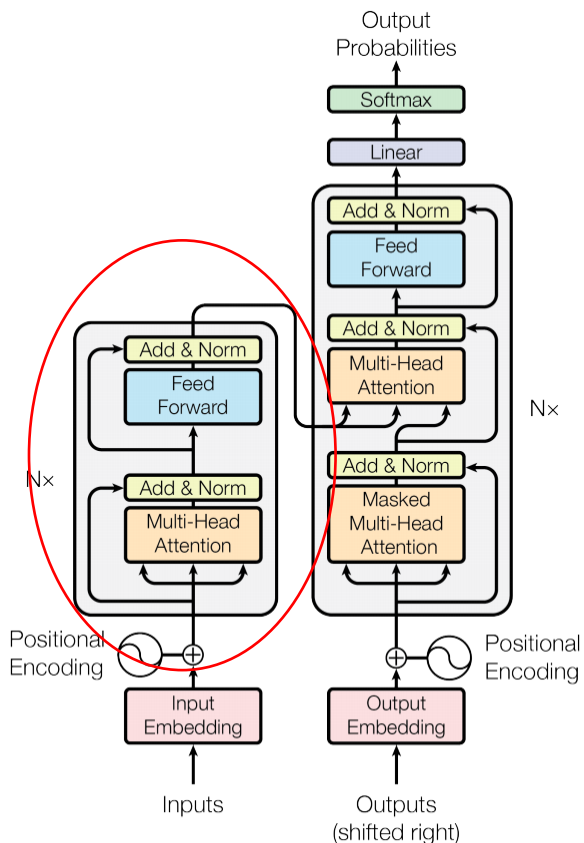 Output
Probabilities
Softmax
Linear
Add & Norm
Feed
Forward
Add & Norm
Multi-Head
Attention
Add & Norm
Masked
Multi-Head
Attention
N×
Add & Norm
Feed
Forward
Add & Norm
Multi-Head
Attention
N×
Positional
Encoding
Positional
Encoding
Input
Embedding
Output
Embedding
Inputs
Outputs
(shifted right)